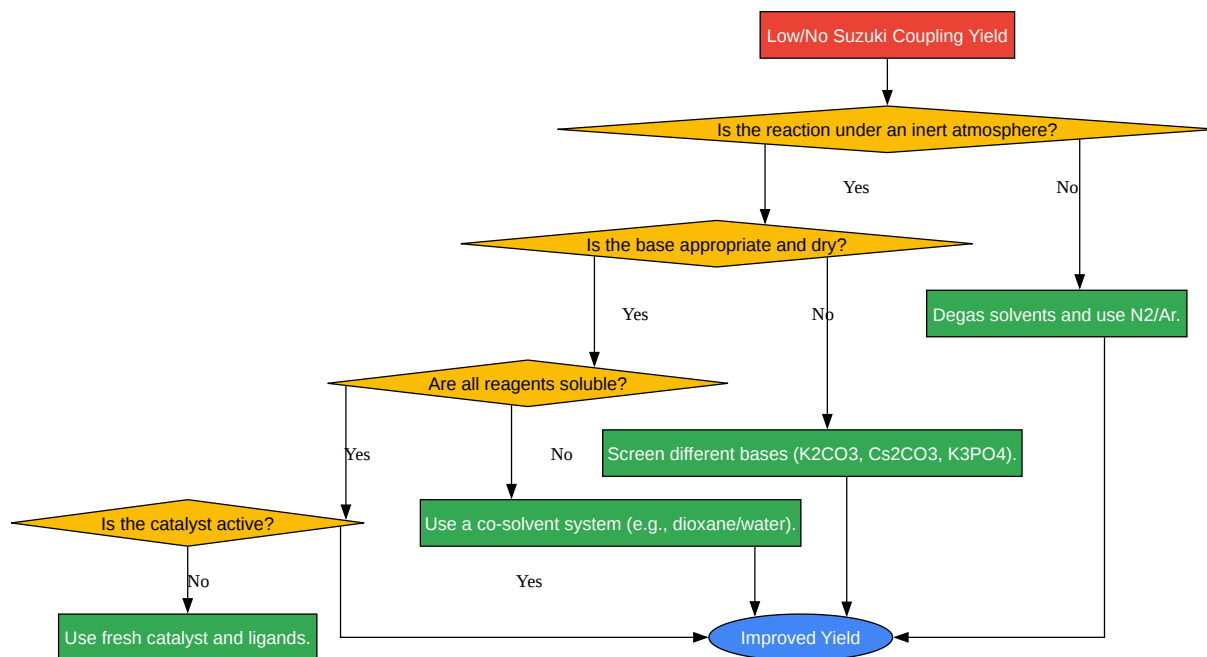 Low/No Suzuki Coupling Yield
Is the reaction under an inert atmosphere?
Yes
No
Is the base appropriate and dry?
Yes
No
Degas solvents and use N2/Ar.
Are all reagents soluble?
Yes
No
Screen different bases (K2CO3, Cs2CO3, K3PO4).
Is the catalyst active?
Use a co-solvent system (e.g., dioxane/water).
No
Yes
Use fresh catalyst and ligands.
Improved Yield